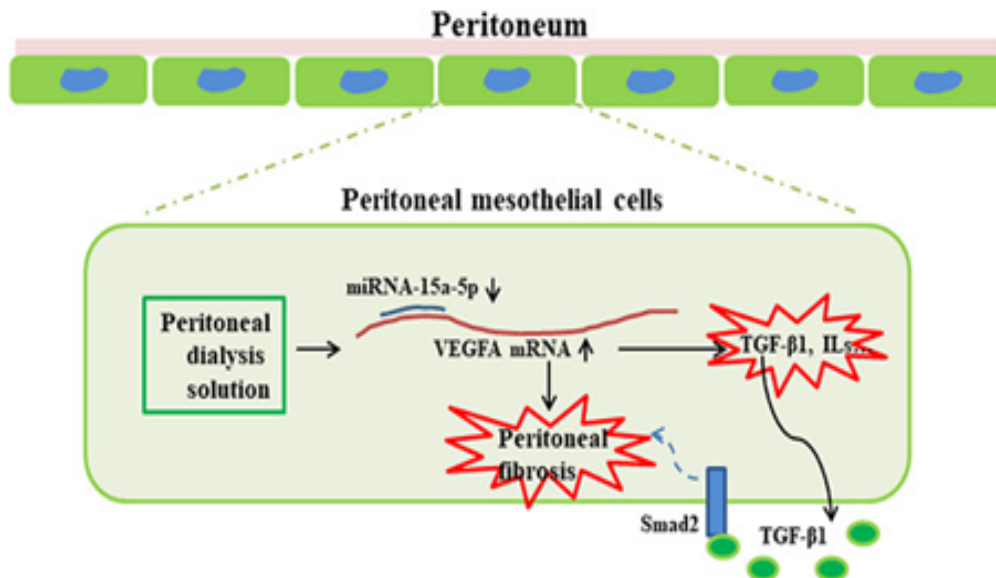 Peritoneum
Peritoneal mesothelial cells
miRNA-15a-5p ↓
Peritoneal
dialysis
solution
VEGFA mRNA ↑
TGF-β1, ILs...
Peritoneal
fibrosis
Smad2
TGF-β1